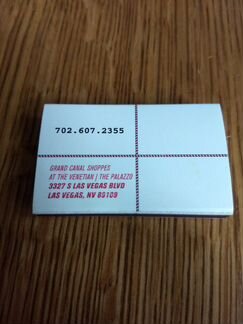 702.607.2355
GRAND CANAL SHOPPES
AT THE VENETIAN | THE PALAZZO
3327 S LAS VEGAS BLVD
LAS VEGAS, NV 89109